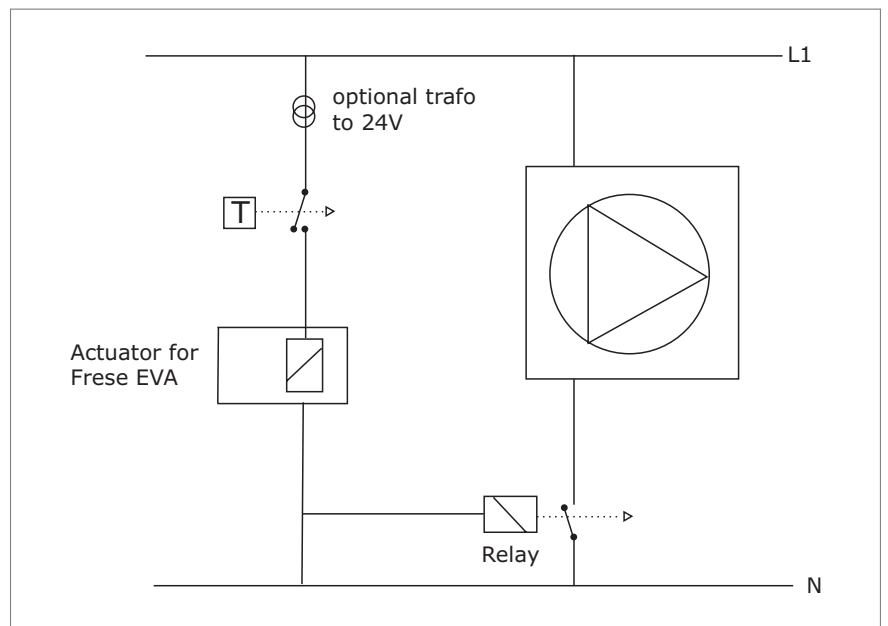 L1
optional trafo
to 24V
T
Actuator for
Frese EVA
Relay
N